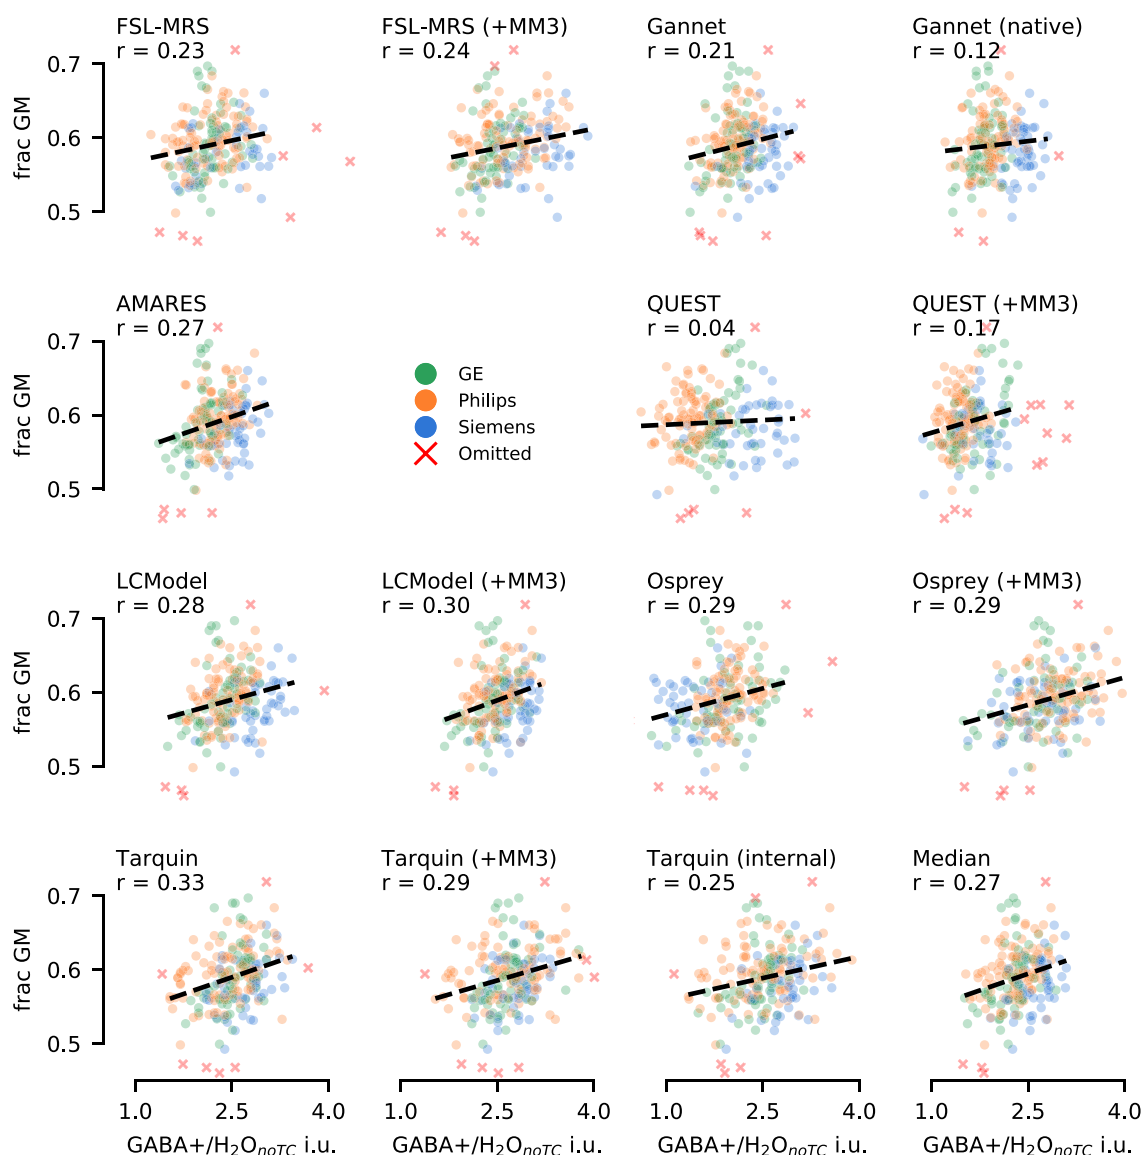 FSL-MRS
r = 0.23
FSL-MRS (+MM3)
r = 0.24
Gannet
r = 0.21
Gannet (native)
r = 0.12
0.7
0.6
0.5
frac GM
AMARES
r = 0.27
QUEST
r = 0.04
QUEST (+MM3)
r = 0.17
0.7
0.6
0.5
frac GM
GE
Philips
Siemens
Omitted
LCModel
r = 0.28
LCModel (+MM3)
r = 0.30
Osprey
r = 0.29
Osprey (+MM3)
r = 0.29
0.7
0.6
0.5
frac GM
Tarquin
r = 0.33
Tarquin (+MM3)
r = 0.29
Tarquin (internal)
r = 0.25
Median
r = 0.27
0.7
0.6
0.5
frac GM
1.0 2.5 4.0
1.0 2.5 4.0
1.0 2.5 4.0
1.0 2.5 4.0
GABA+/H₂O_noTC i.u.
GABA+/H₂O_noTC i.u.
GABA+/H₂O_noTC i.u.
GABA+/H₂O_noTC i.u.